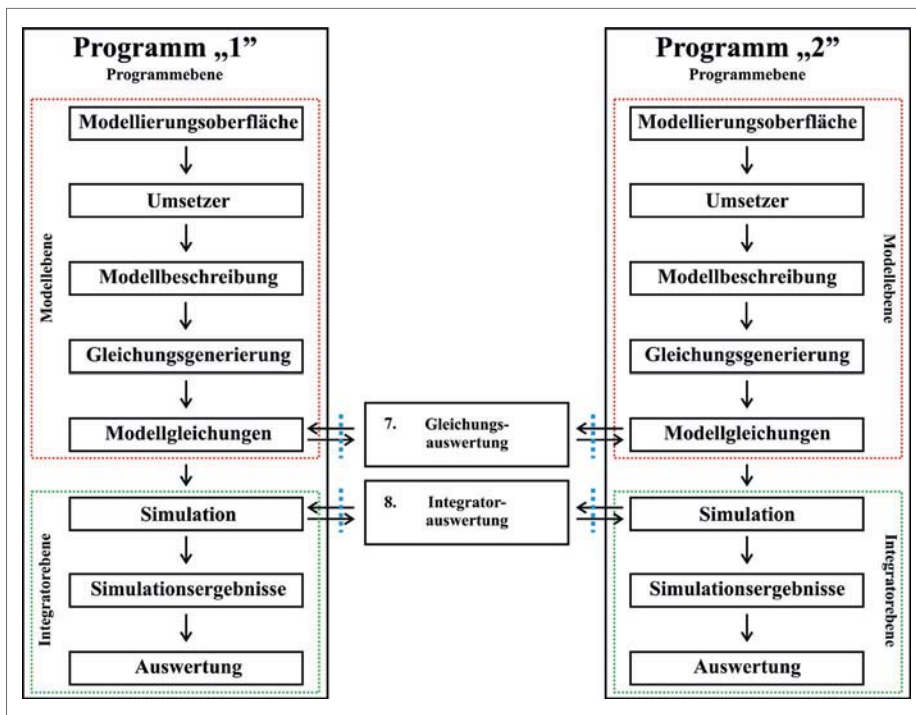 Programm „1”
Programmebene
Modellebene
Modellierungsoberfläche
Umsetzer
Modellbeschreibung
Gleichungsgenerierung
Modellgleichungen
Integratorebene
Simulation
Simulationsergebnisse
Auswertung
7. Gleichungs-
auswertung
8. Integrator-
auswertung
Programm „2”
Programmebene
Modellierungsoberfläche
Umsetzer
Modellbeschreibung
Gleichungsgenerierung
Modellgleichungen
Modellebene
Simulation
Simulationsergebnisse
Auswertung
Integratorebene